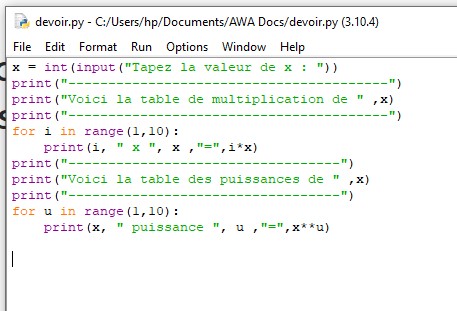 devoir.py - C:/Users/hp/Documents/AWA Docs/devoir.py (3.10.4)
File Edit Format Run Options Window Help
x = int(input("Tapez la valeur de x : "))
print("----------------------------------------")
print("Voici la table de multiplication de " ,x)
print("----------------------------------------")
for i in range(1,10):
    print(i, " x ", x ,"=",i*x)
print("----------------------------------")
print("Voici la table des puissances de " ,x)
print("----------------------------------")
for u in range(1,10):
    print(x, " puissance ", u ,"=",x**u)